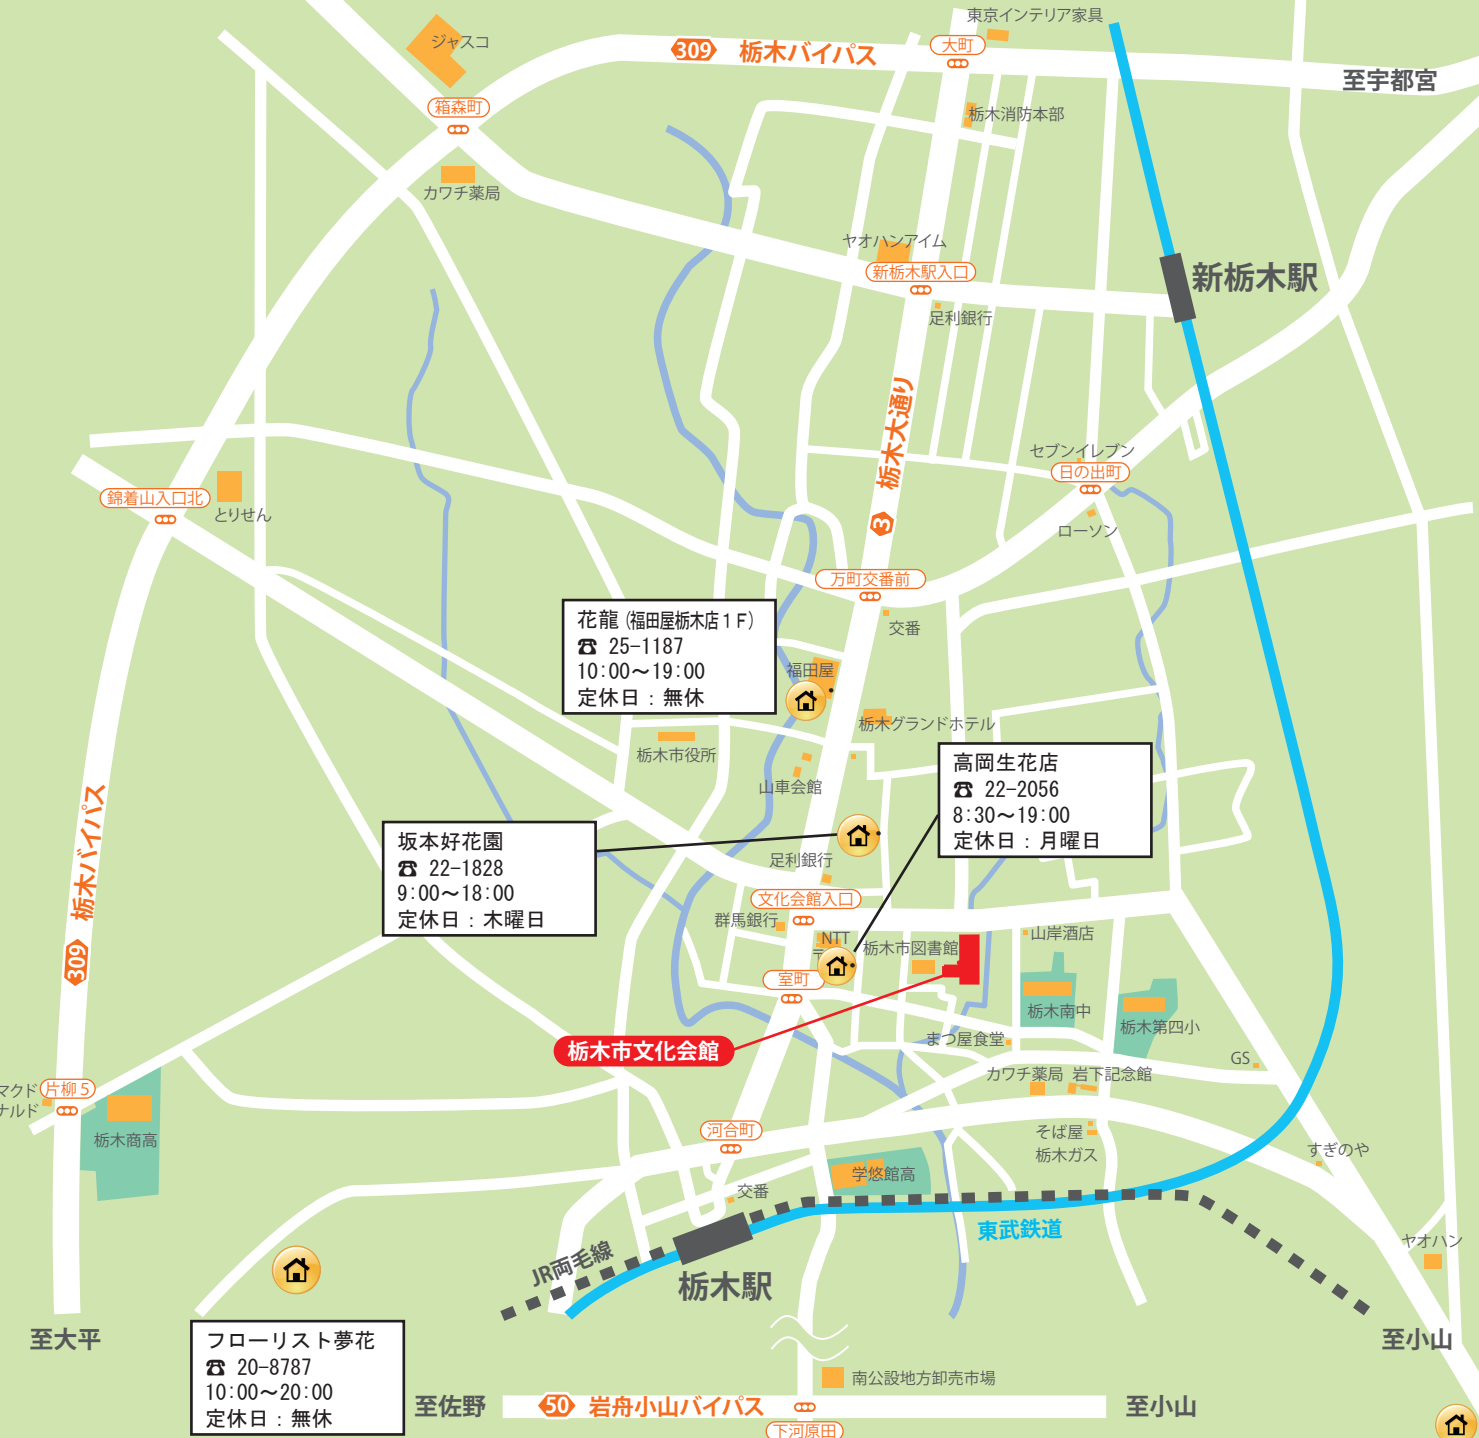 東京インテリア家具
ジャスコ
309 栃木バイパス
大町
至宇都宮
箱森町
栃木消防本部
カワチ薬局
ヤオハンアイム
新栃木駅入口
新栃木駅
足利銀行
栃木大通り
3
セブンイレブン
日の出町
錦着山入口北
とりせん
ローソン
万町交番前
交番
花龍(福田屋栃木店1F)
☎ 25-1187
10:00～19:00
定休日:無休
福田屋
栃木グランドホテル
栃木市役所
山車会館
高岡生花店
☎ 22-2056
8:30～19:00
定休日:月曜日
坂本好花園
☎ 22-1828
9:00～18:00
定休日:木曜日
足利銀行
文化会館入口
群馬銀行
NTT
〒
栃木市図書館
山岸酒店
栃木バイパス
309
室町
栃木南中
栃木第四小
栃木市文化会館
まつ屋食堂
GS
カワチ薬局
岩下記念館
マクド
ナルド
片柳5
栃木商高
河合町
そば屋
栃木ガス
すぎのや
学悠館高
交番
東武鉄道
JR両毛線
栃木駅
ヤオハン
至大平
至小山
フローリスト夢花
☎ 20-8787
10:00～20:00
定休日:無休
南公設地方卸売市場
至佐野
50 岩舟小山バイパス
至小山
下河原田